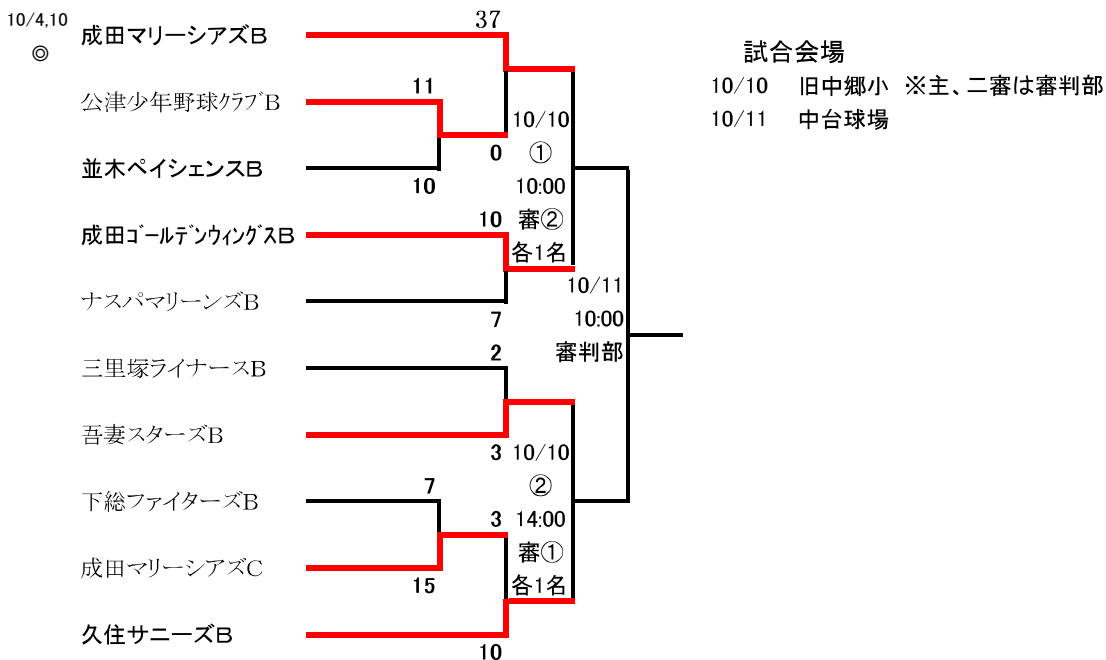 10/4,10
◎
37
成田マリーシアズB
試合会場
10/10 旧中郷小 ※主、二審は審判部
10/11 中台球場
11
公津少年野球クラブB
10/10
0
①
並木ペイシェンスB
10
10:00
10
審②
成田ゴールデンウィングスB
各1名
10/11
ナスパマリーンズB
7
10:00
2
審判部
三里塚ライナースB
吾妻スターズB
3
10/10
7
②
下総ファイターズB
3
14:00
審①
成田マリーシアズC
15
各1名
久住サニーズB
10